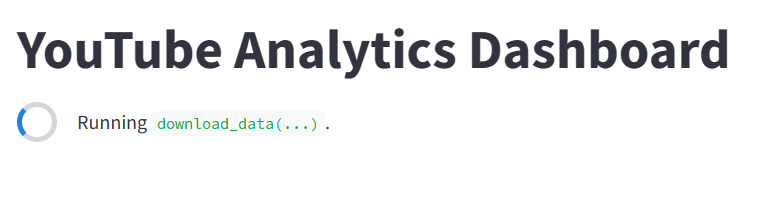 YouTube Analytics Dashboard
Running download_data(...).